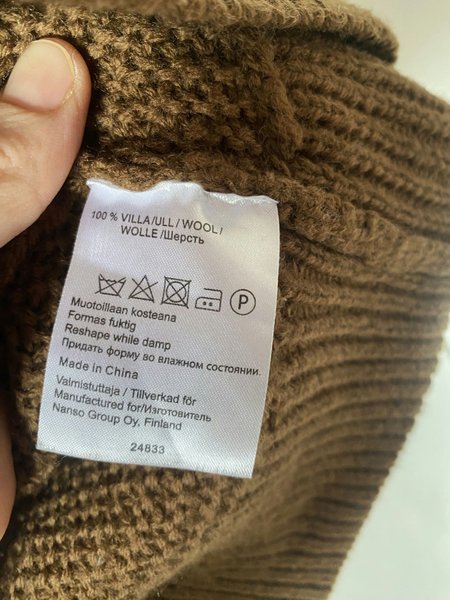 100 % VILLA/ULL/WOOL/
WOLLE/Шерсть
P
Muotoillaan kosteana
Formas fuktig
Reshape while damp
Придать форму во влажном состоянии.
Made in China
Valmistuttaja / Tillverkad för
Manufactured for/Изготовитель
Nanso Group Oy, Finland
24833